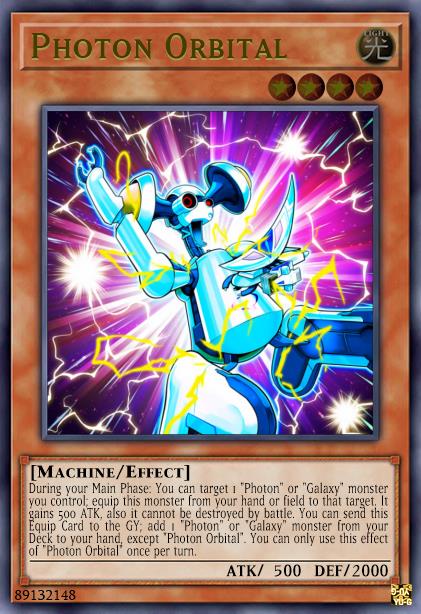 PHOTON ORBITAL
LIGHT
光
[MACHINE/EFFECT]
During your Main Phase: You can target 1 "Photon" or "Galaxy" monster
you control; equip this monster from your hand or field to that target. It
gains 500 ATK, also it cannot be destroyed by battle. You can send this
Equip Card to the GY; add 1 "Photon" or "Galaxy" monster from your
Deck to your hand, except "Photon Orbital". You can only use this effect
of "Photon Orbital" once per turn.
ATK/ 500 DEF/2000
89132148